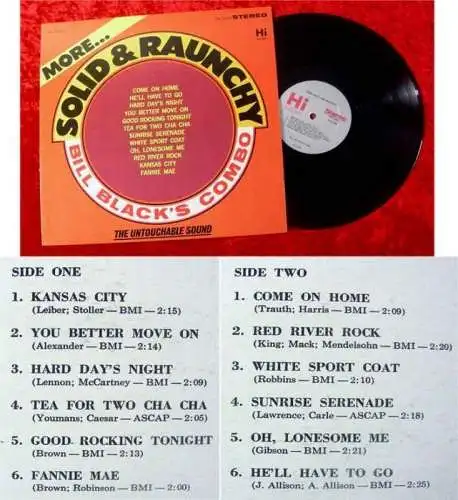 STEREO
Hi
MORE...
SOLID & RAUNCHY
COME ON HOME
HE'LL HAVE TO GO
HARD DAY'S NIGHT
YOU BETTER MOVE ON
GOOD ROCKING TONIGHT
TEA FOR TWO CHA CHA
SUNRISE SERENADE
WHITE SPORT COAT
OH, LONESOME ME
RED RIVER ROCK
KANSAS CITY
FANNIE MAE
BILL BLACK'S COMBO
THE UNTOUCHABLE SOUND
Hi
SIDE ONE
1. KANSAS CITY
(Leiber; Stoller — BMI — 2:15)
2. YOU BETTER MOVE ON
(Alexander — BMI — 2:14)
3. HARD DAY'S NIGHT
(Lennon; McCartney — BMI — 2:09)
4. TEA FOR TWO CHA CHA
(Youmans; Caesar — ASCAP — 2:05)
5. GOOD ROCKING TONIGHT
(Brown — BMI — 2:13)
6. FANNIE MAE
(Brown; Robinson — BMI — 2:00)
SIDE TWO
1. COME ON HOME
(Trauth; Harris — BMI — 2:09)
2. RED RIVER ROCK
(King; Mack; Mendelsohn — BMI — 2:20)
3. WHITE SPORT COAT
(Robbins — BMI — 2:10)
4. SUNRISE SERENADE
(Lawrence; Carle — ASCAP — 2:18)
5. OH, LONESOME ME
(Gibson — BMI — 2:21)
6. HE'LL HAVE TO GO
(J. Allison; A. Allison — BMI — 2:25)